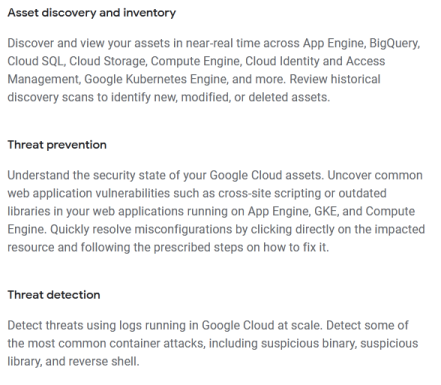 Asset discovery and inventory
Discover and view your assets in near-real time across App Engine, BigQuery,
Cloud SQL, Cloud Storage, Compute Engine, Cloud Identity and Access
Management, Google Kubernetes Engine, and more. Review historical
discovery scans to identify new, modified, or deleted assets.
Threat prevention
Understand the security state of your Google Cloud assets. Uncover common
web application vulnerabilities such as cross-site scripting or outdated
libraries in your web applications running on App Engine, GKE, and Compute
Engine. Quickly resolve misconfigurations by clicking directly on the impacted
resource and following the prescribed steps on how to fix it.
Threat detection
Detect threats using logs running in Google Cloud at scale. Detect some of
the most common container attacks, including suspicious binary, suspicious
library, and reverse shell.